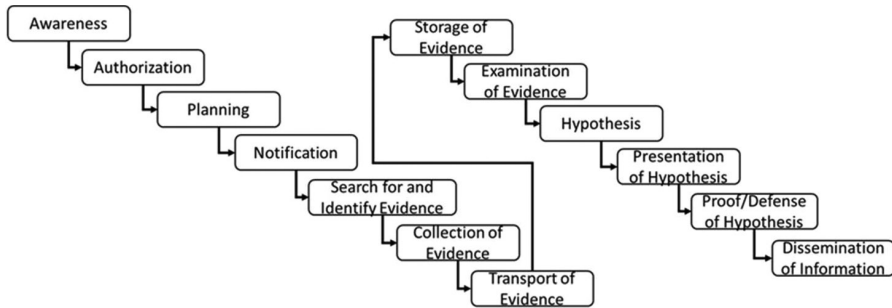 Awareness
Authorization
Planning
Notification
Search for and
Identify Evidence
Collection of
Evidence
Transport of
Evidence
Storage of
Evidence
Examination
of Evidence
Hypothesis
Presentation
of Hypothesis
Proof/Defense
of Hypothesis
Dissemination
of Information